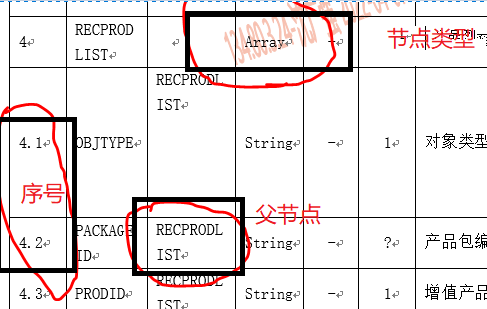 4 RECPROD Array - 节点类型
LIST
RECPRODL
IST
4.1 OBJTYPE String - 1 对象类型
序号
父节点
4.2 PACKAGE RECPRODL String - ? 产品包编
ID IST
4.3 PRODID RECPRODL String - 1 增值产品
IST